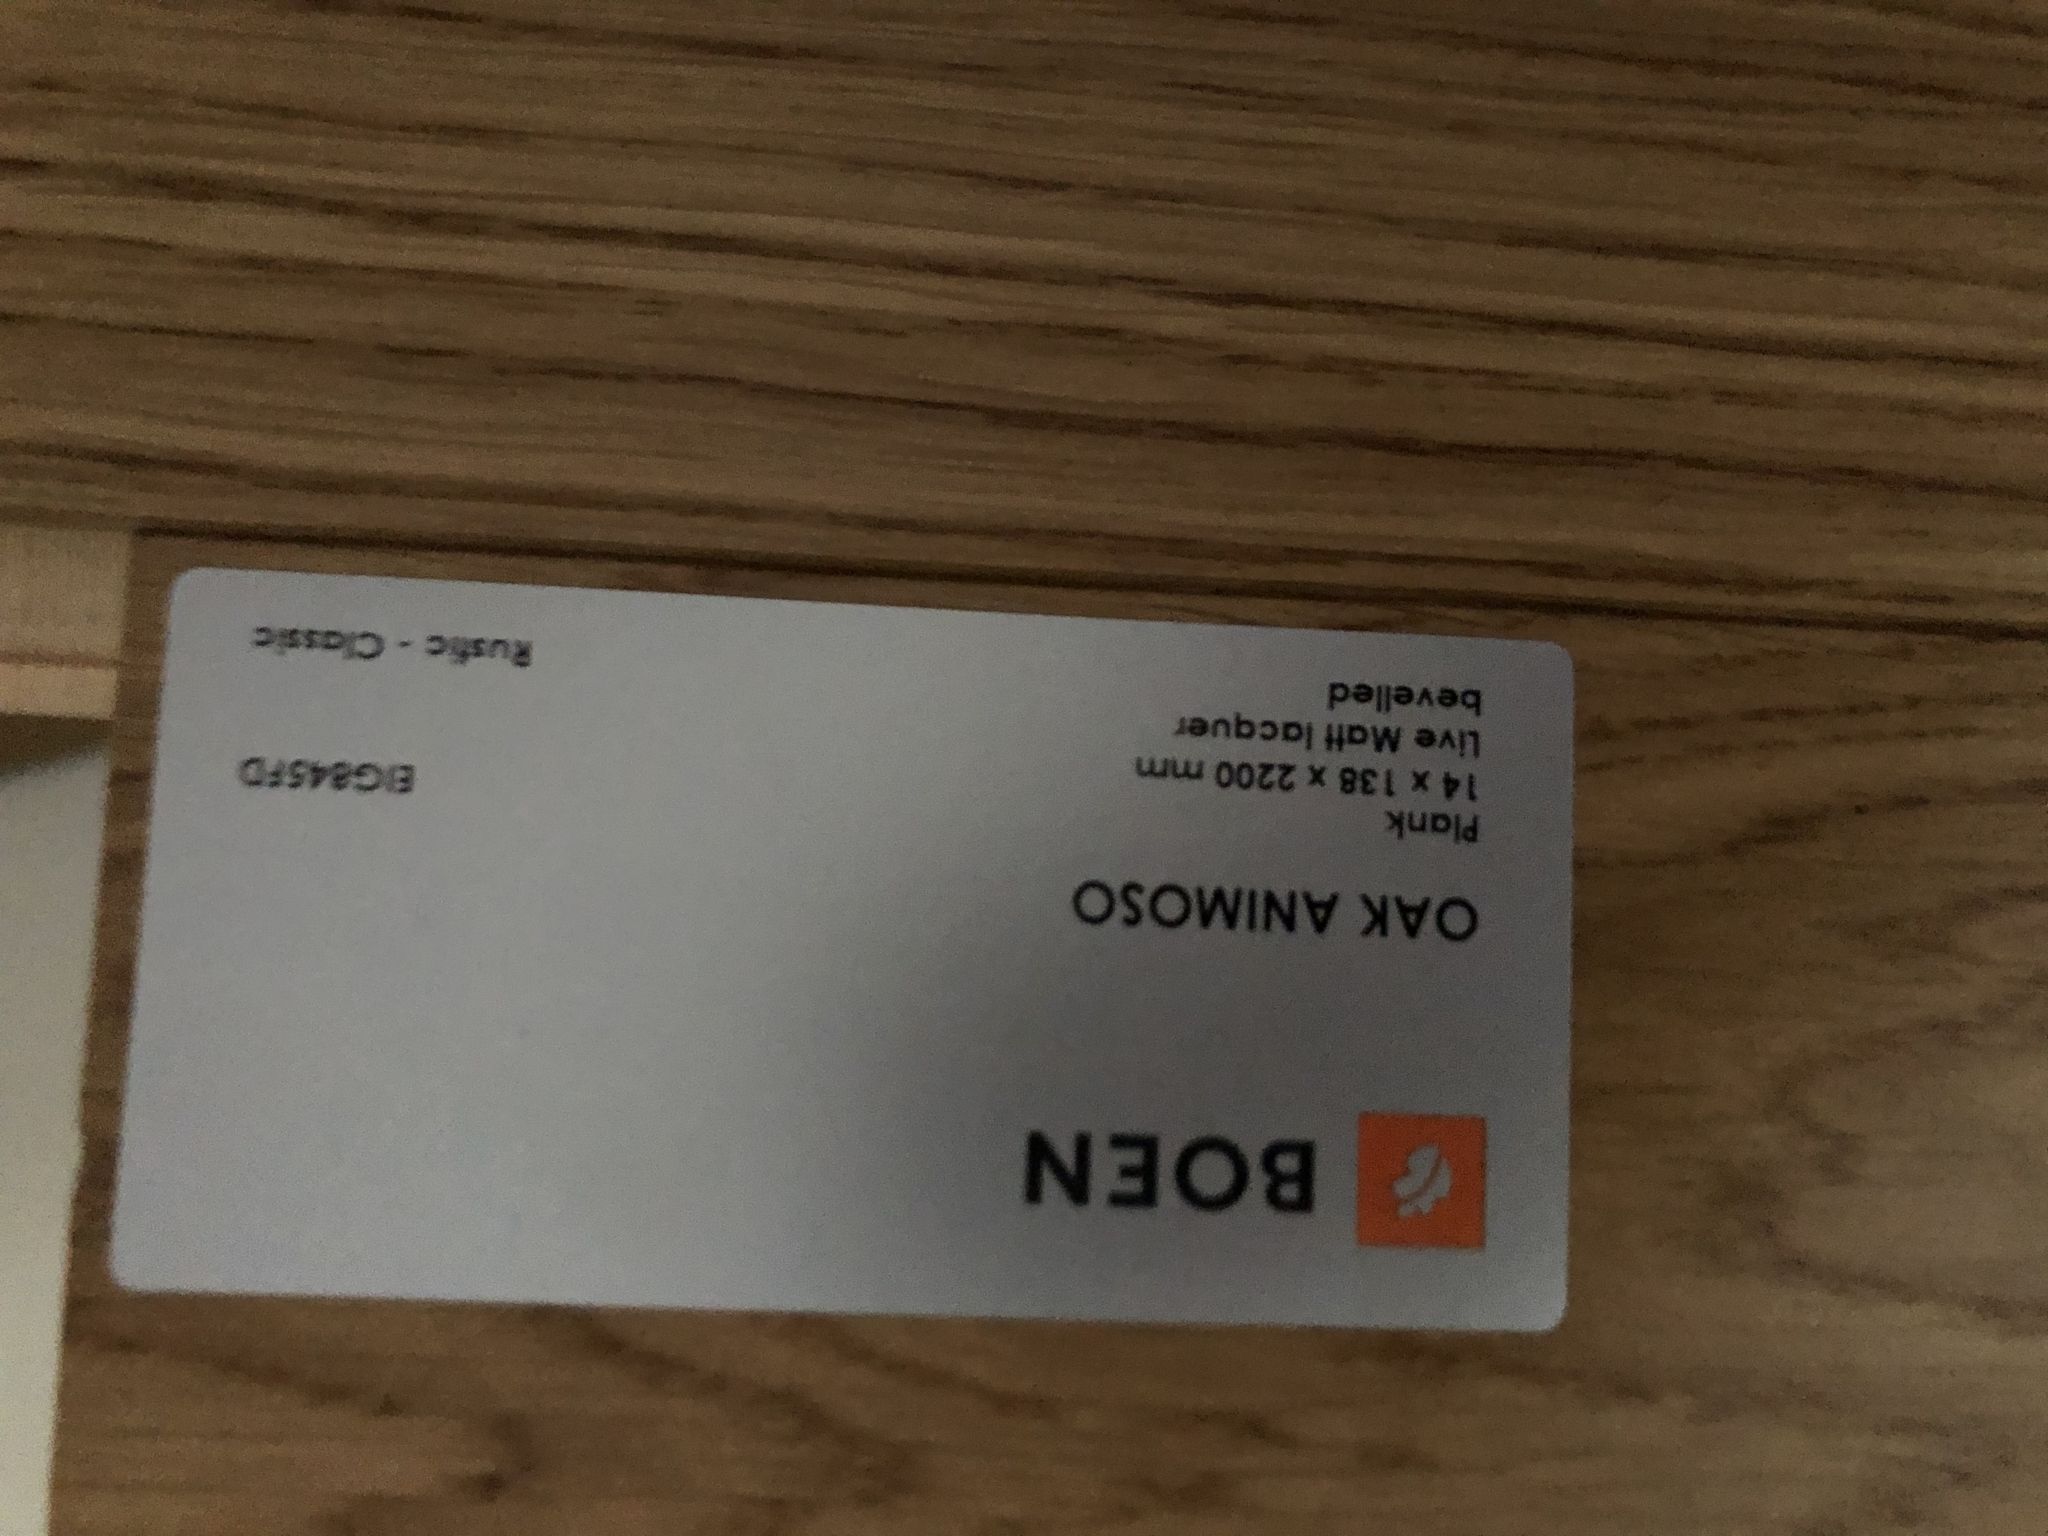 BOEN
OAK ANIMOSO
Plank
14 x 138 x 2200 mm
Live Matt lacquer
bevelled
EIG845FD
Rustic - Classic